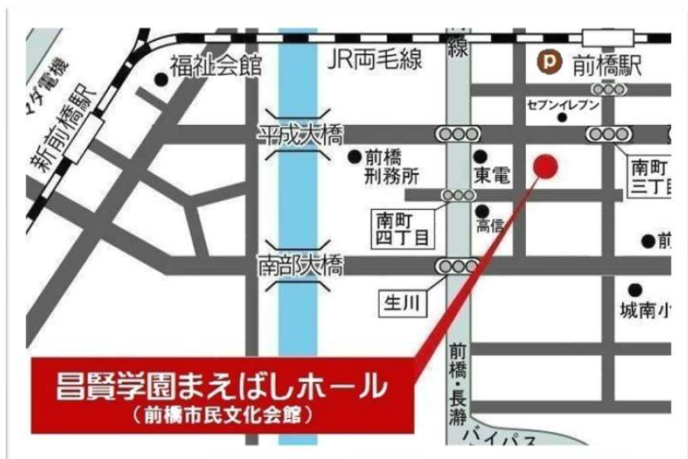 福祉会館
JR両毛線
線
P
前橋駅
ダ電機
新前橋駅
セブンイレブン
平成大橋
前橋
刑務所
東電
南町
三丁
南町
四丁目
高信
前
南部大橋
生川
城南小
前橋・長瀞
バイパス
昌賢学園まえばしホール
(前橋市民文化会館)